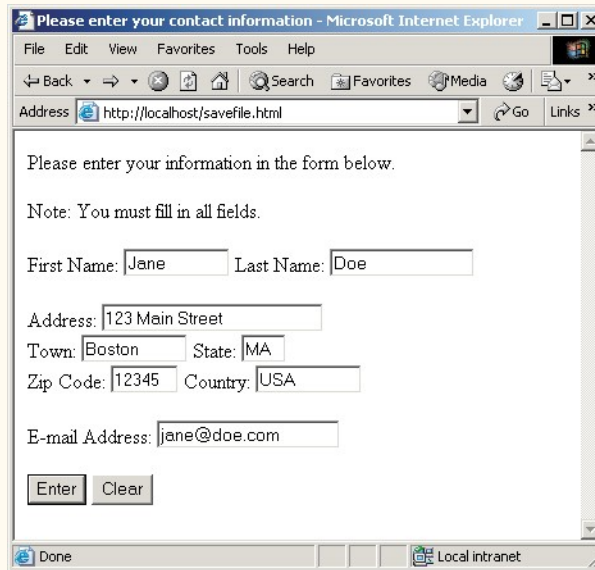 Please enter your contact information - Microsoft Internet Explorer
File Edit View Favorites Tools Help
Back Search Favorites Media »
Address http://localhost/savefile.html Go Links »
Please enter your information in the form below.
Note: You must fill in all fields.
First Name: Jane Last Name: Doe
Address: 123 Main Street
Town: Boston State: MA
Zip Code: 12345 Country: USA
E-mail Address: jane@doe.com
Enter Clear
Done Local intranet